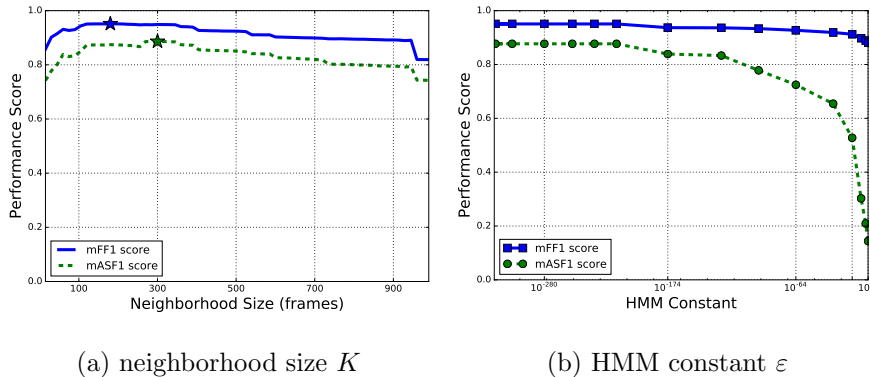 Performance Score
1.0
0.8
0.6
0.4
0.2
0.0
mFF1 score
mASF1 score
100 300 500 700 900
Neighborhood Size (frames)
(a) neighborhood size K
Performance Score
1.0
0.8
0.6
0.4
0.2
0.0
mFF1 score
mASF1 score
10^-280 10^-174 10^-64 10
HMM Constant
(b) HMM constant ε